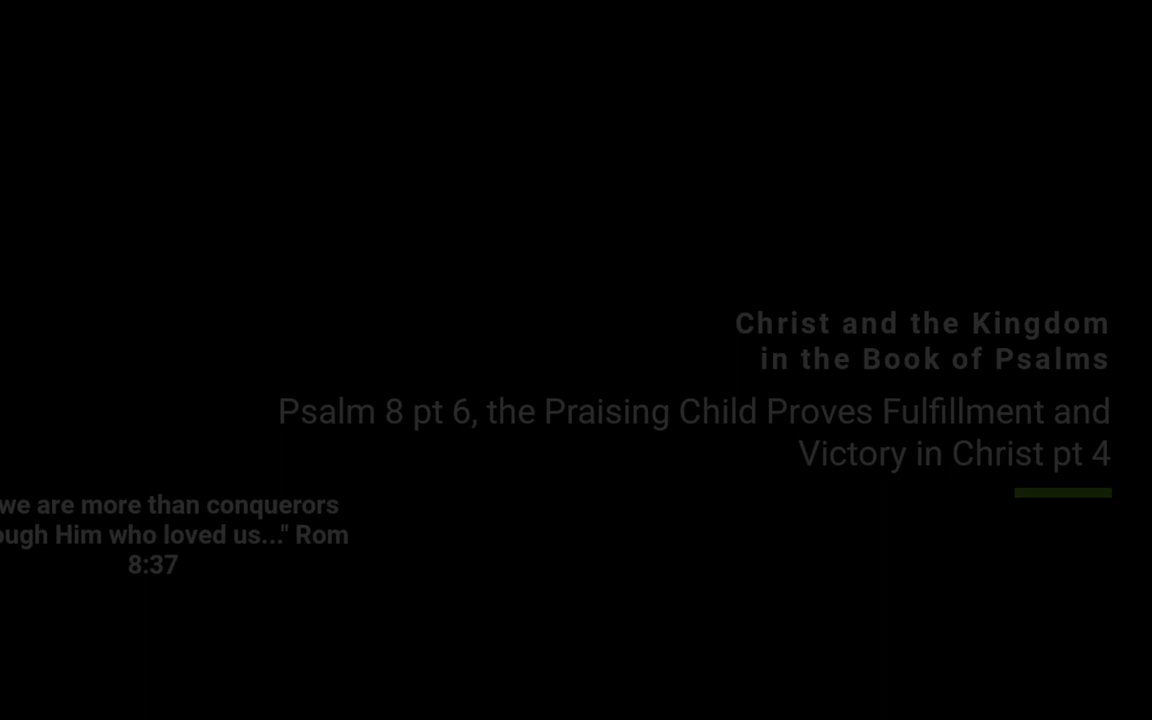 Christ and the Kingdom
in the Book of Psalms
Psalm 8 pt 6, the Praising Child Proves Fulfillment and
Victory in Christ pt 4
we are more than conquerors
ough Him who loved us..." Rom
8:37